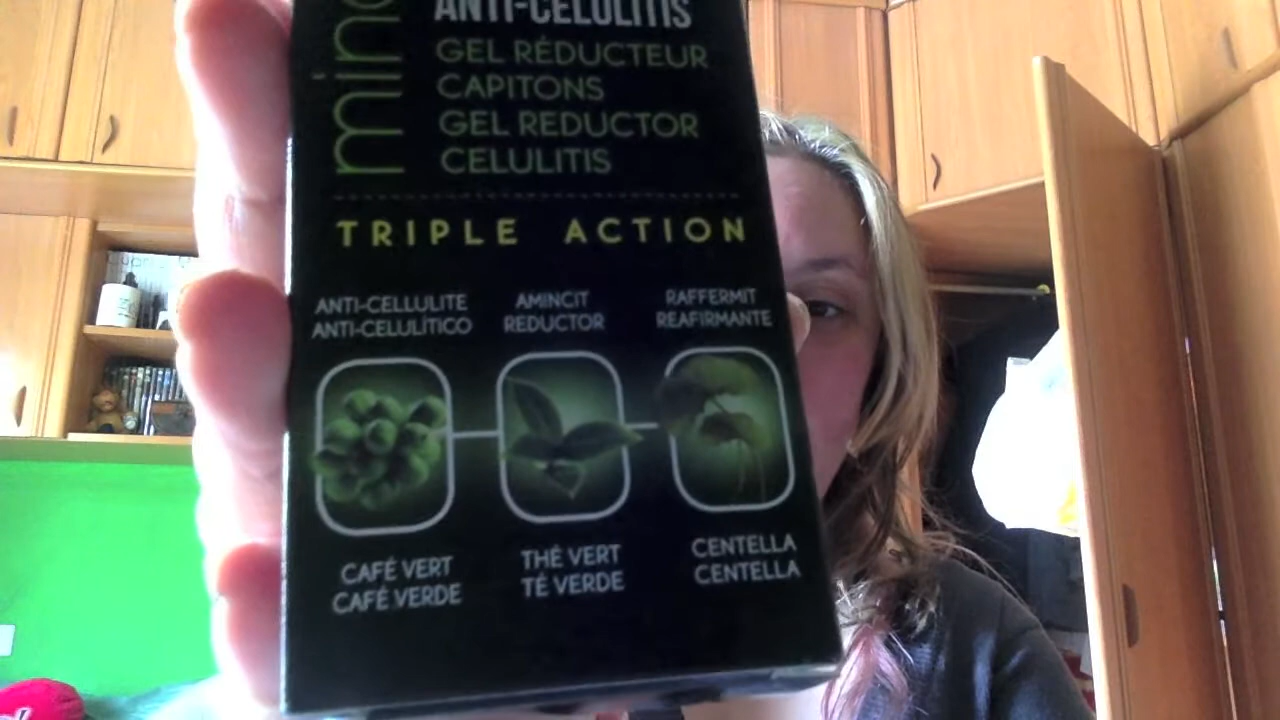 ANTI-CELULITIS
GEL RÉDUCTEUR
CAPITONS
GEL REDUCTOR
CELULITIS
TRIPLE ACTION
ANTI-CELLULITE
ANTI-CELULÍTICO
AMINCIT
REDUCTOR
RAFFERMIT
REAFIRMANTE
CAFÉ VERT
CAFÉ VERDE
THÉ VERT
TÉ VERDE
CENTELLA
CENTELLA